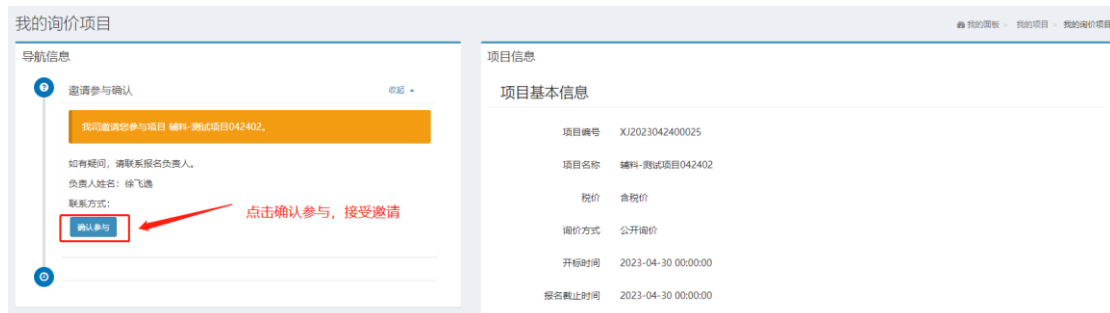 我的询价项目
我的面板 > 我的项目 > 我的询价项目
导航信息
邀请参与确认
收起
我司邀请您参与项目 辅料-测试项目042402。
如有疑问，请联系报名负责人。
负责人姓名：徐飞逸
联系方式：
点击确认参与，接受邀请
确认参与
项目信息
项目基本信息
项目编号 XJ2023042400025
项目名称 辅料-测试项目042402
税价 含税价
询价方式 公开询价
开标时间 2023-04-30 00:00:00
报名截止时间 2023-04-30 00:00:00